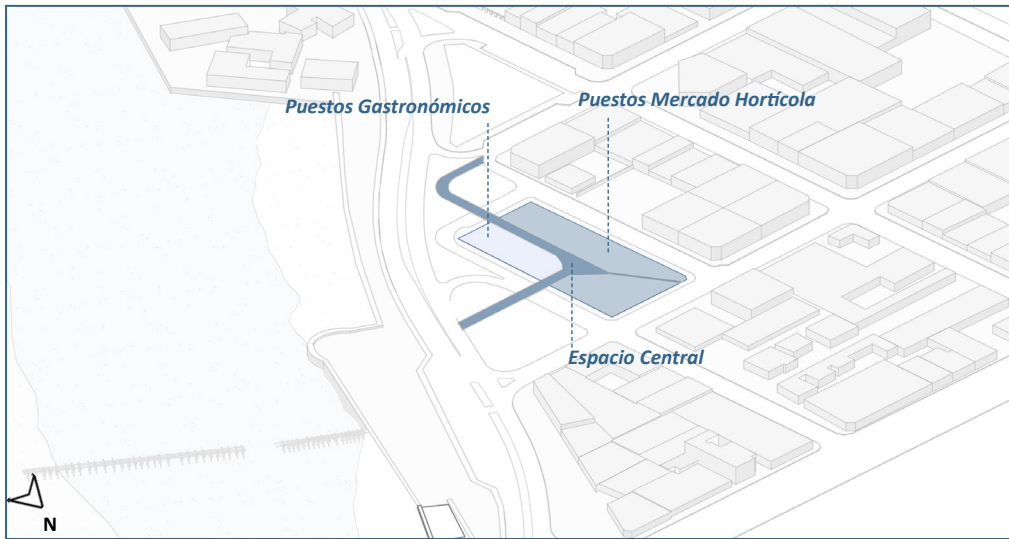 Puestos Mercado Hortícola
Puestos Gastronómicos
Espacio Central
N